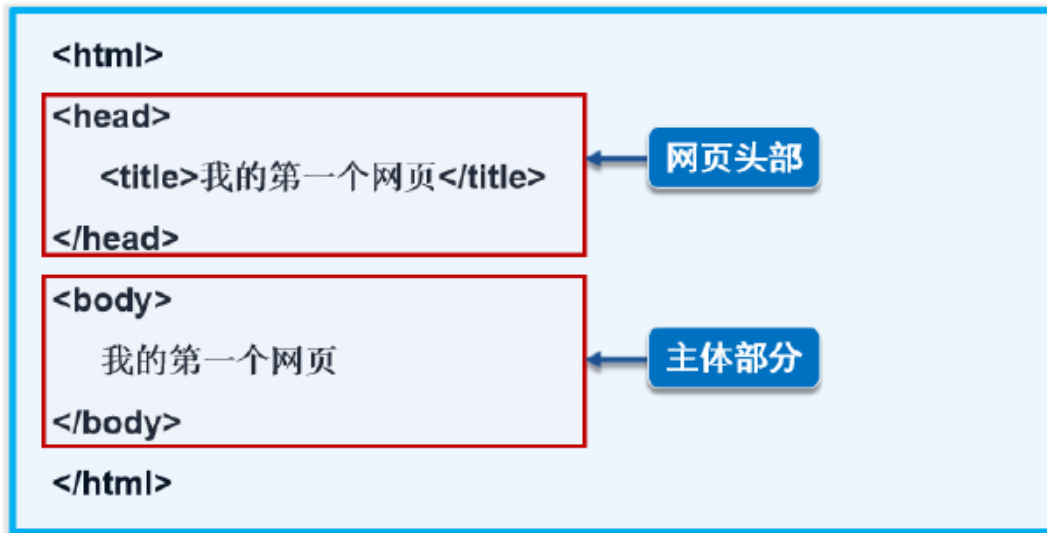 <html>
<head>
<title>我的第一个网页</title>
</head>
网页头部
<body>
我的第一个网页
</body>
主体部分
</html>